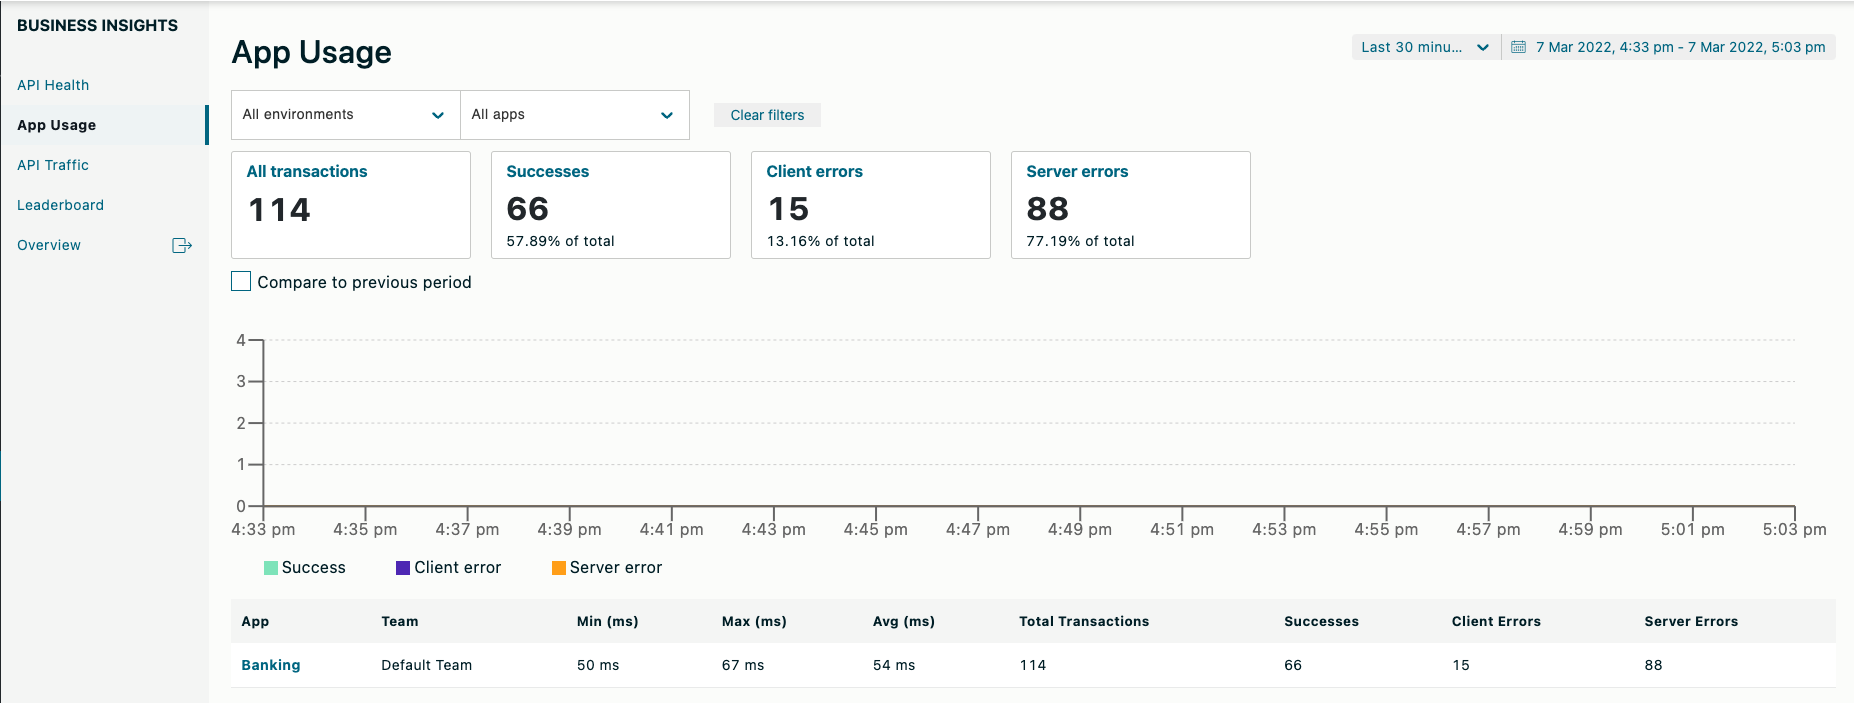 BUSINESS INSIGHTS
API Health
App Usage
API Traffic
Leaderboard
Overview
App Usage
Last 30 minu...
7 Mar 2022, 4:33 pm - 7 Mar 2022, 5:03 pm
All environments
All apps
Clear filters
All transactions
114
Successes
66
57.89% of total
Client errors
15
13.16% of total
Server errors
88
77.19% of total
Compare to previous period
4
3
2
1
0
4:33 pm 4:35 pm 4:37 pm 4:39 pm 4:41 pm 4:43 pm 4:45 pm 4:47 pm 4:49 pm 4:51 pm 4:53 pm 4:55 pm 4:57 pm 4:59 pm 5:01 pm 5:03 pm
Success Client error Server error
App Team Min (ms) Max (ms) Avg (ms) Total Transactions Successes Client Errors Server Errors
Banking Default Team 50 ms 67 ms 54 ms 114 66 15 88